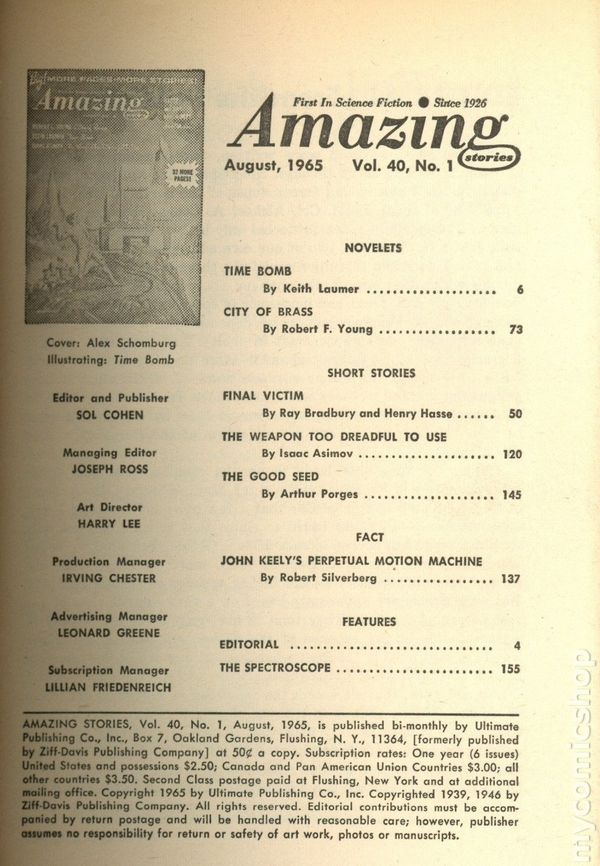 Big! MORE PAGES-MORE STORIES!
Amazing
stories
32 MORE
PAGES!
First In Science Fiction ● Since 1926
Amazing
stories
August, 1965 Vol. 40, No. 1
NOVELETS
TIME BOMB
By Keith Laumer .................... 6
CITY OF BRASS
By Robert F. Young .................. 73
SHORT STORIES
FINAL VICTIM
By Ray Bradbury and Henry Hasse ...... 50
THE WEAPON TOO DREADFUL TO USE
By Isaac Asimov ..................... 120
THE GOOD SEED
By Arthur Porges .................... 145
FACT
JOHN KEELY'S PERPETUAL MOTION MACHINE
By Robert Silverberg ................. 137
FEATURES
EDITORIAL .............................. 4
THE SPECTROSCOPE ........................ 155
Cover: Alex Schomburg
Illustrating: Time Bomb
Editor and Publisher
SOL COHEN
Managing Editor
JOSEPH ROSS
Art Director
HARRY LEE
Production Manager
IRVING CHESTER
Advertising Manager
LEONARD GREENE
Subscription Manager
LILLIAN FRIEDENREICH
AMAZING STORIES, Vol. 40, No. 1, August, 1965, is published bi-monthly by Ultimate
Publishing Co., Inc., Box 7, Oakland Gardens, Flushing, N. Y., 11364, [formerly published
by Ziff-Davis Publishing Company] at 50¢ a copy. Subscription rates: One year (6 issues)
United States and possessions $2.50; Canada and Pan American Union Countries $3.00; all
other countries $3.50. Second Class postage paid at Flushing, New York and at additional
mailing office. Copyright 1965 by Ultimate Publishing Co., Inc. Copyrighted 1939, 1946 by
Ziff-Davis Publishing Company. All rights reserved. Editorial contributions must be accom-
panied by return postage and will be handled with reasonable care; however, publisher
assumes no responsibility for return or safety of art work, photos or manuscripts.
mycomicshop